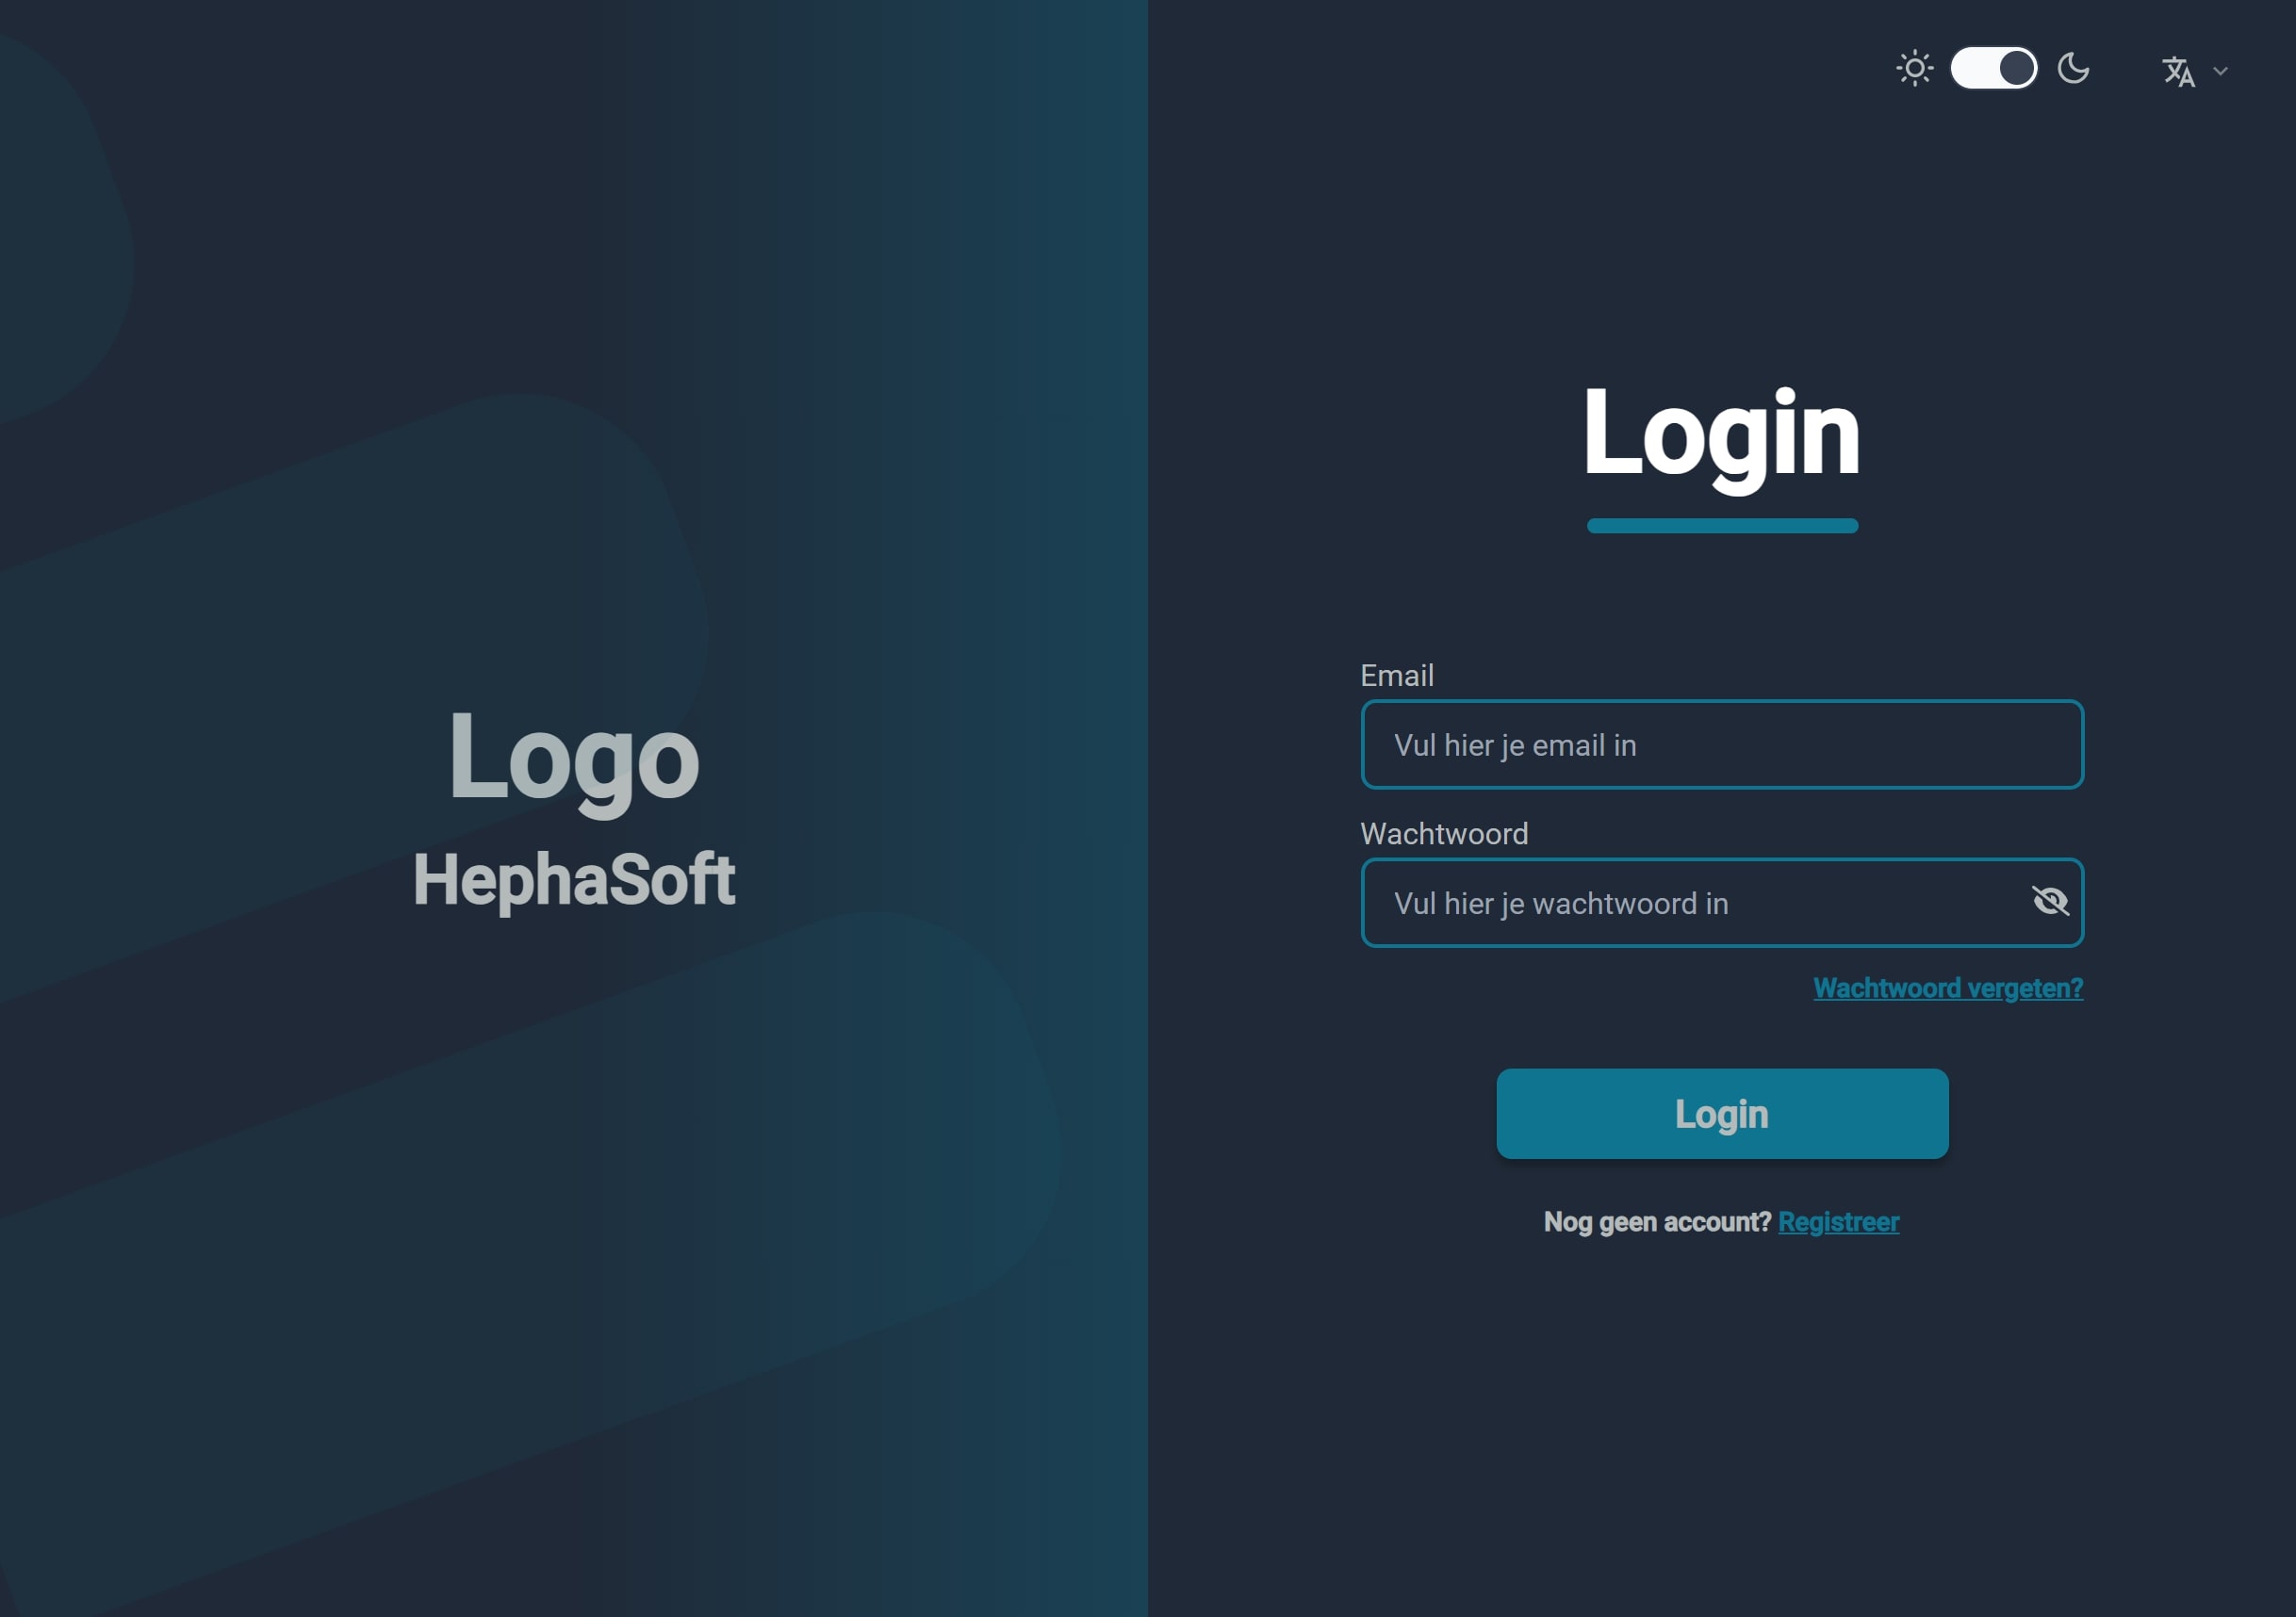 Logo
HephaSoft
Login
Email
Vul hier je email in
Wachtwoord
Vul hier je wachtwoord in
Wachtwoord vergeten?
Login
Nog geen account? Registreer